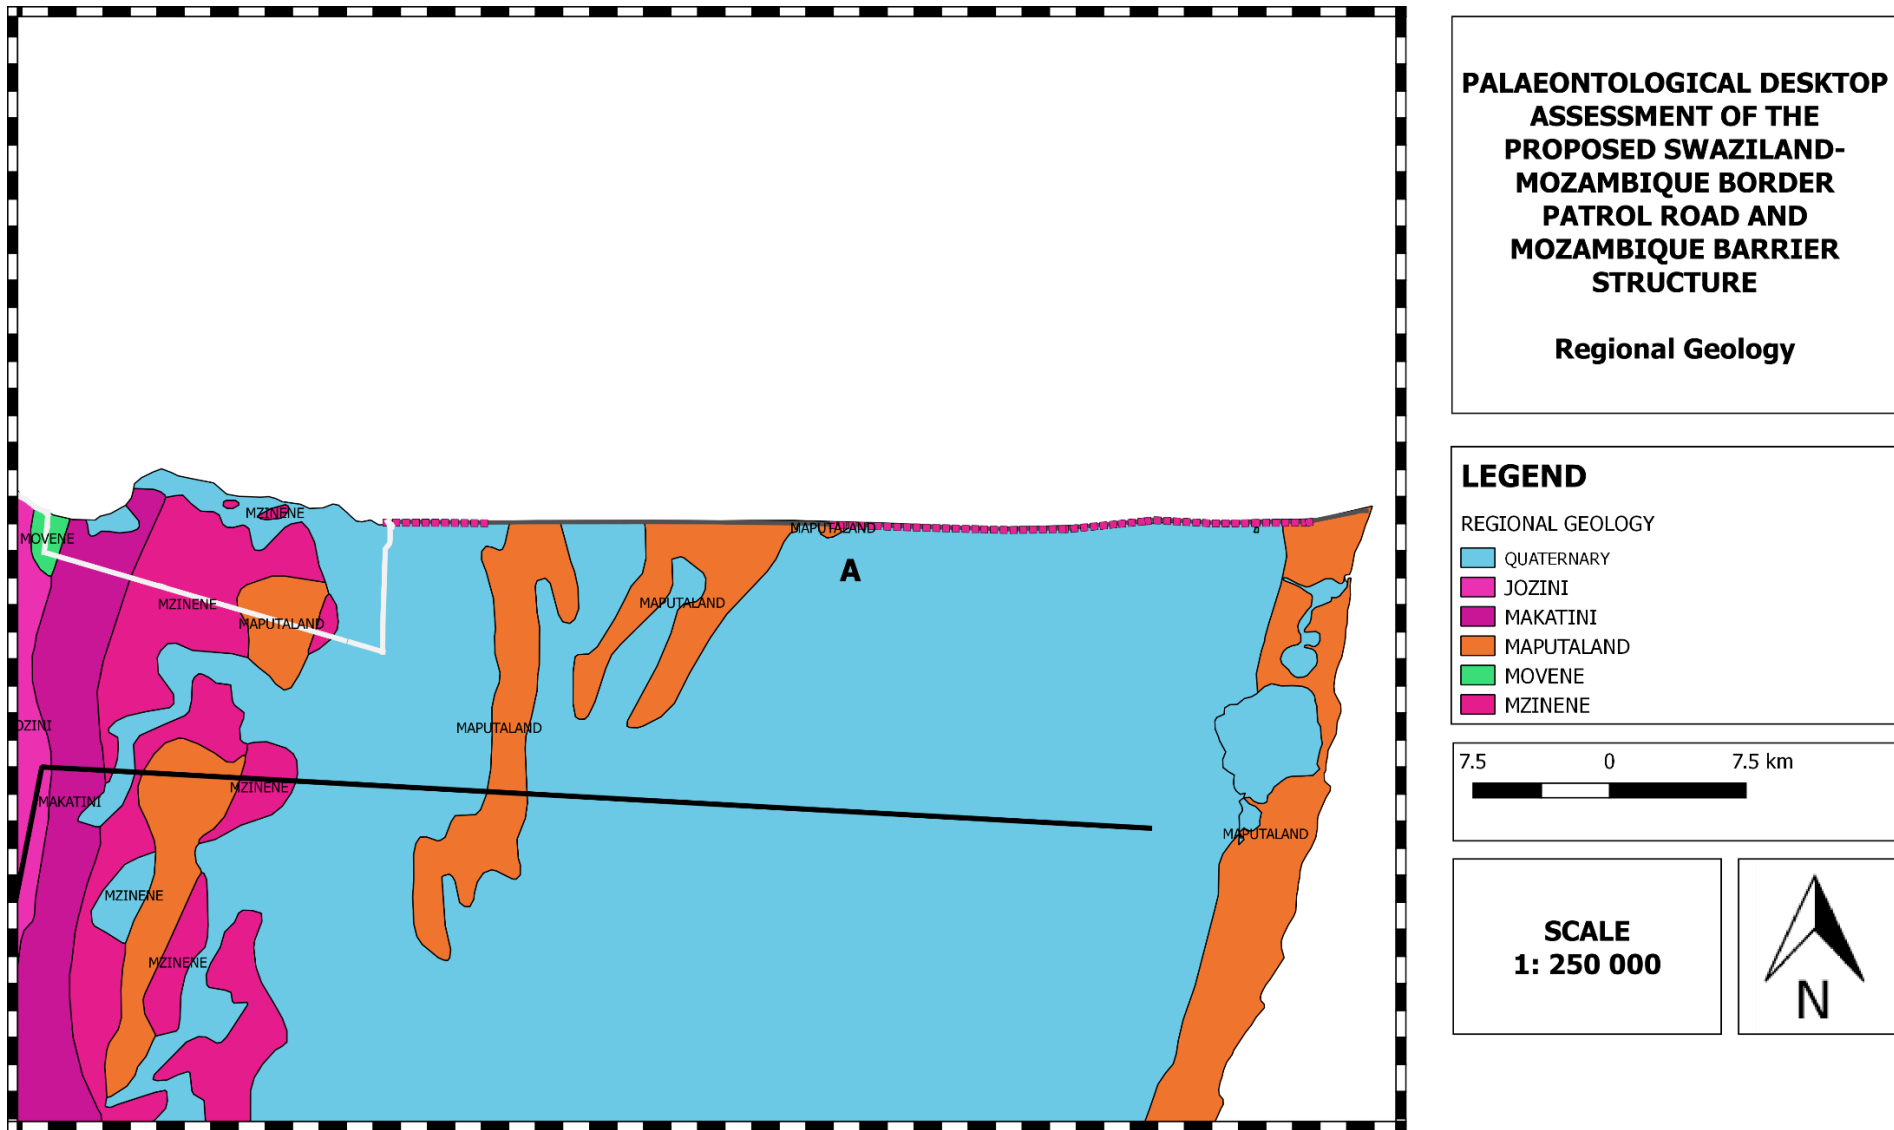 PALAEONTOLOGICAL DESKTOP
ASSESSMENT OF THE
PROPOSED SWAZILAND-
MOZAMBIQUE BORDER
PATROL ROAD AND
MOZAMBIQUE BARRIER
STRUCTURE
Regional Geology
LEGEND
REGIONAL GEOLOGY
QUATERNARY
JOZINI
MAKATINI
MAPUTALAND
MOVENE
MZINENE
7.5 0 7.5 km
SCALE
1: 250 000
N
MZINENE
MAPUTALAND
MOVENE
A
MZINENE
MAPUTALAND
MAPUTALAND
OZINI
MAPUTALAND
MZINENE
MAKATINI
MAPUTALAND
MZINENE
MZINENE